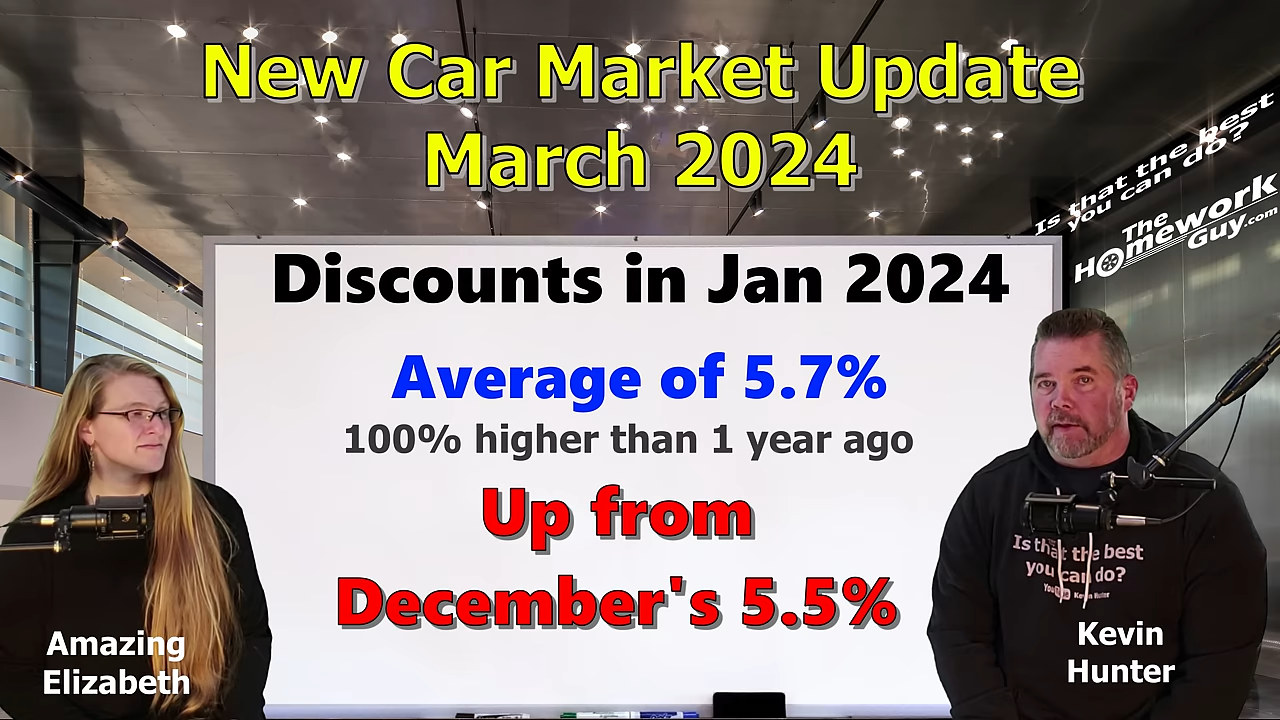 New Car Market Update
March 2024
Is that the best
you can do?
The
Homework
Guy.com
Discounts in Jan 2024
Average of 5.7%
100% higher than 1 year ago
Up from
December's 5.5%
Is that the best
you can do?
YouTube Kevin Hunter
Amazing
Elizabeth
Kevin
Hunter